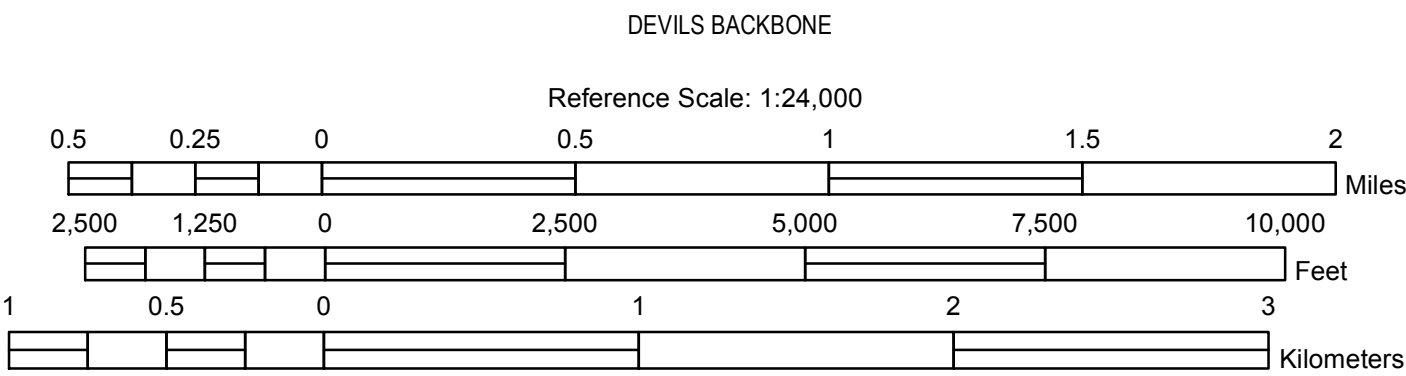 DEVILS BACKBONE
Reference Scale: 1:24,000
0.5 0.25 0 0.5 1 1.5 2
Miles
2,500 1,250 0 2,500 5,000 7,500 10,000
Feet
1 0.5 0 1 2 3
Kilometers